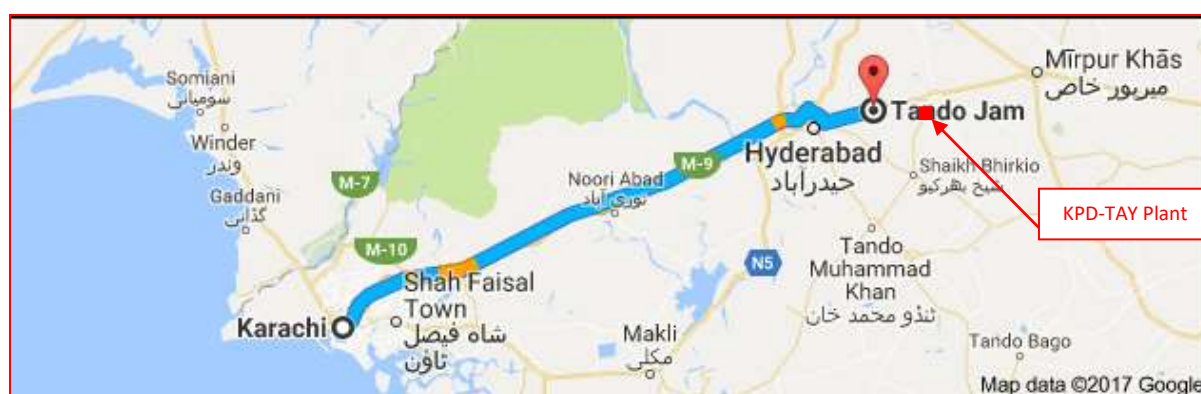 Somiani
سومیانی
Winder
وندر
Gaddani
گڈانی
M-7
M-10
Karachi
Shah Faisal
Town
شاه فیصل
ٹاؤن
Noori Abad
نوری آباد
M-9
Hyderabad
حیدرآباد
Tando Jam
Mīrpur Khās
میرپور خاص
Shaikh Bhirkio
شیخ بھرکیو
KPD-TAY Plant
N5
Tando
Muhammad
Khan
ٹنڈو محمد خان
Makli
مکلی
Tando Bago
Map data ©2017 Google